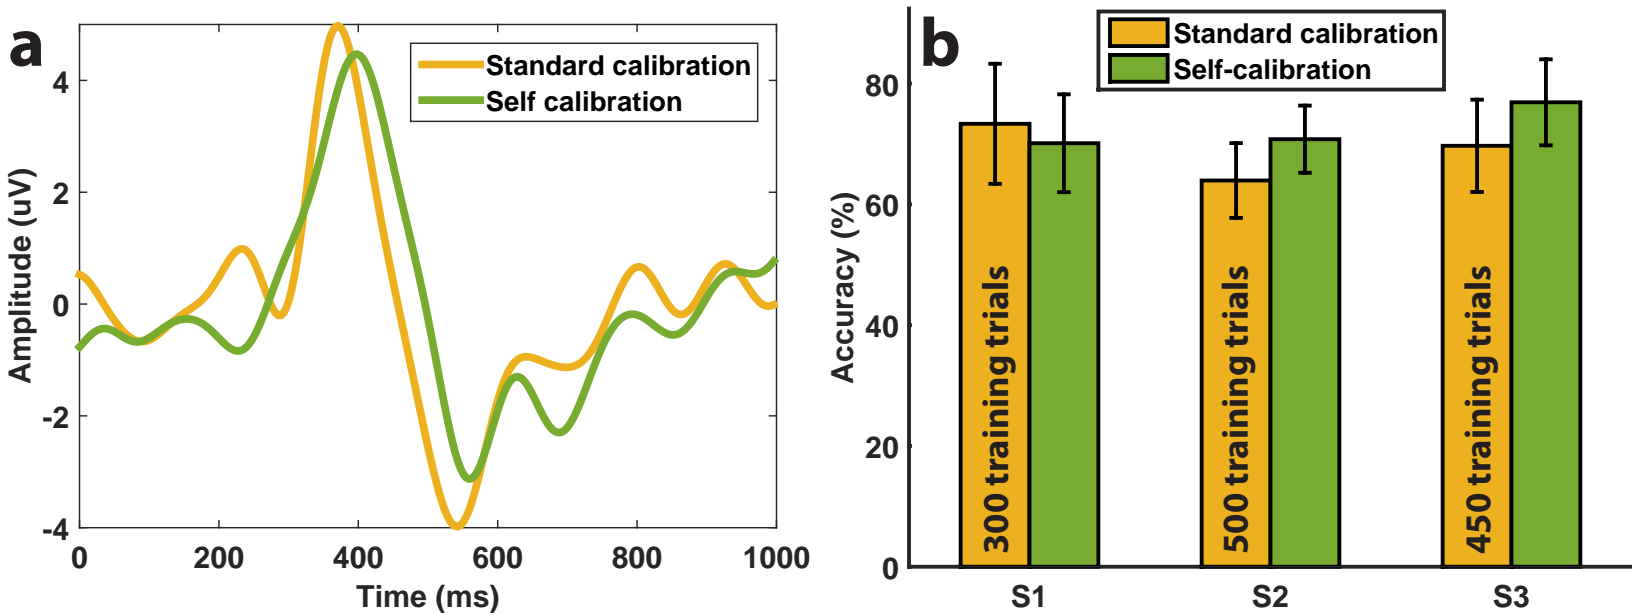 a
Standard calibration
Self calibration
Amplitude (uV)
4
2
0
-2
-4
0 200 400 600 800 1000
Time (ms)
b
Standard calibration
Self-calibration
Accuracy (%)
80
60
40
20
0
300 training trials
500 training trials
450 training trials
S1 S2 S3